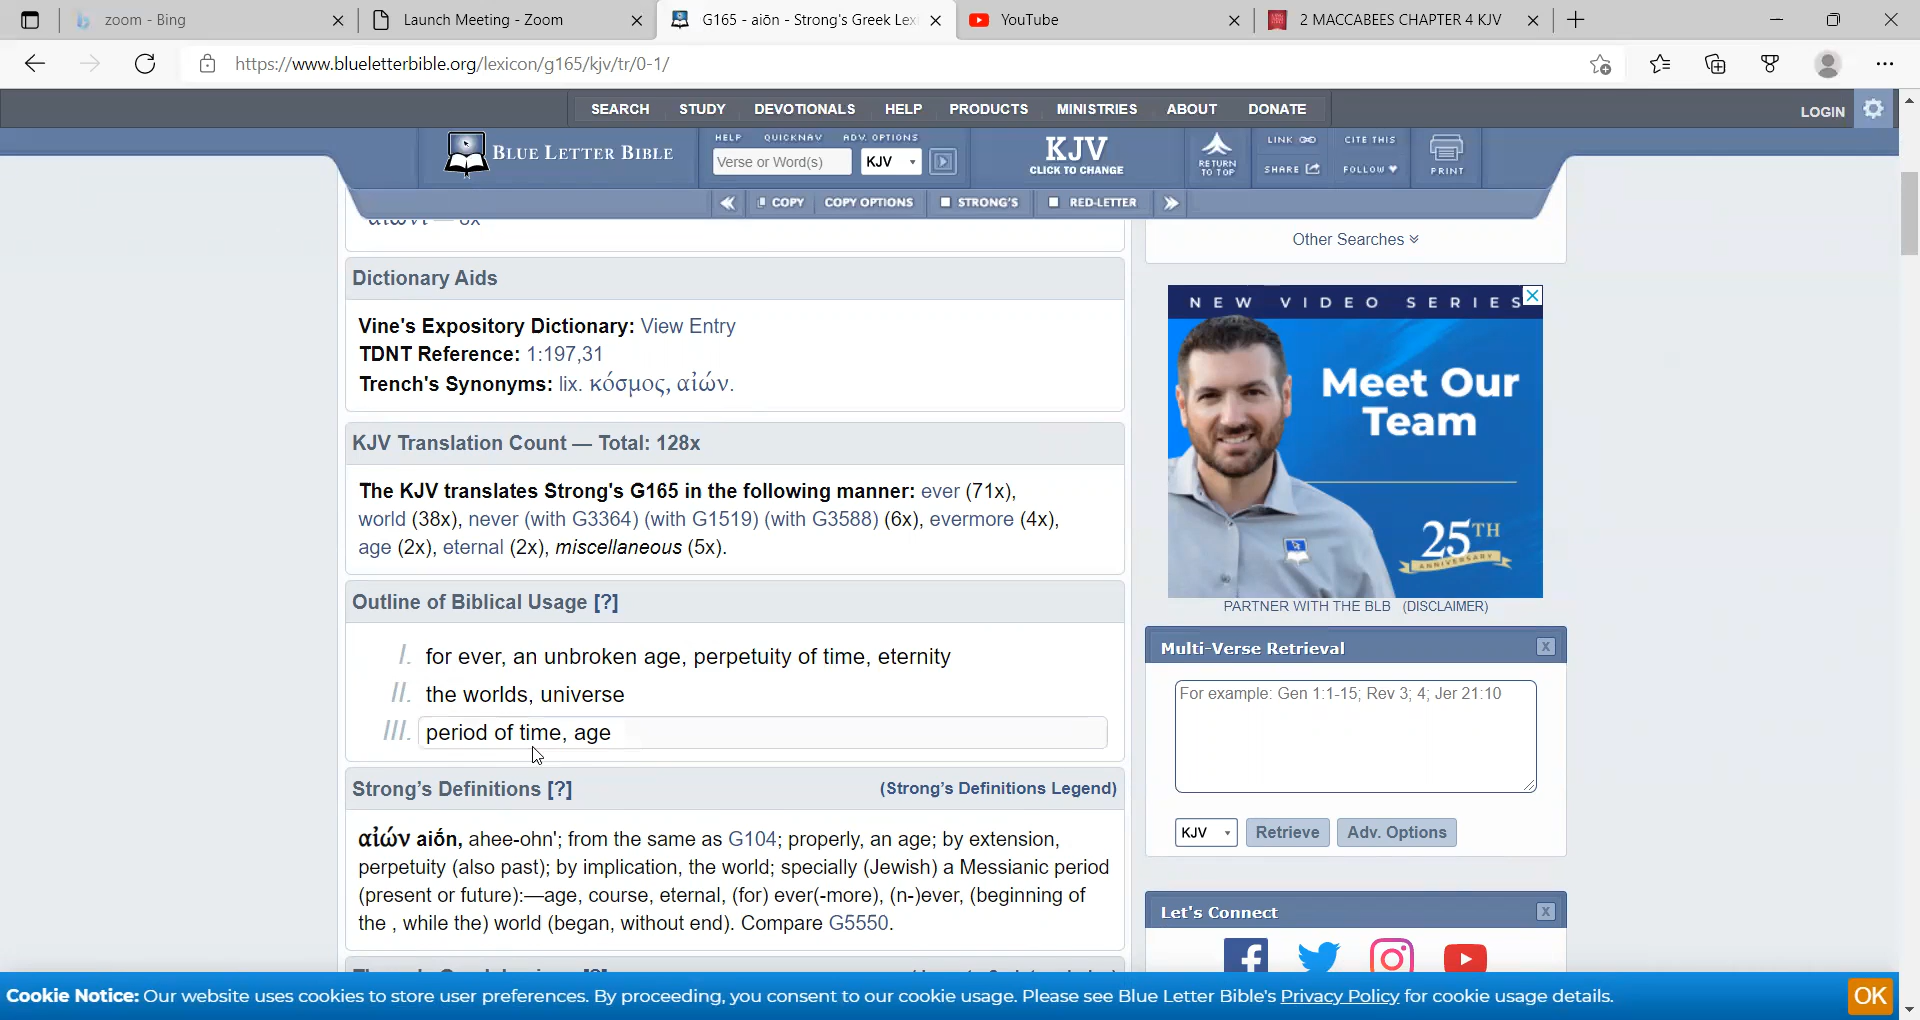 zoom - Bing
Launch Meeting - Zoom
G165 - aiōn - Strong's Greek Lex
YouTube
2 MACCABEES CHAPTER 4 KJV
https://www.blueletterbible.org/lexicon/g165/kjv/tr/0-1/
SEARCH STUDY DEVOTIONALS HELP PRODUCTS MINISTRIES ABOUT DONATE
LOGIN
BLUE LETTER BIBLE
HELP QUICKNAV ADV. OPTIONS
Verse or Word(s) KJV
KJV
CLICK TO CHANGE
RETURN
TO TOP
LINK CITE THIS
SHARE FOLLOW
PRINT
COPY COPY OPTIONS STRONG'S RED-LETTER
Other Searches
Dictionary Aids
Vine's Expository Dictionary: View Entry
TDNT Reference: 1:197,31
Trench's Synonyms: lix. κόσμος, αἰών.
KJV Translation Count — Total: 128x
The KJV translates Strong's G165 in the following manner: ever (71x),
world (38x), never (with G3364) (with G1519) (with G3588) (6x), evermore (4x),
age (2x), eternal (2x), miscellaneous (5x).
Outline of Biblical Usage [?]
I. for ever, an unbroken age, perpetuity of time, eternity
II. the worlds, universe
III. period of time, age
Strong's Definitions [?]
(Strong's Definitions Legend)
αἰών aiṓn, ahee-ohn'; from the same as G104; properly, an age; by extension,
perpetuity (also past); by implication, the world; specially (Jewish) a Messianic period
(present or future):—age, course, eternal, (for) ever(-more), (n-)ever, (beginning of
the , while the) world (began, without end). Compare G5550.
NEW VIDEO SERIES
Meet Our
Team
25TH
ANNIVERSARY
PARTNER WITH THE BLB (DISCLAIMER)
Multi-Verse Retrieval
For example: Gen 1:1-15; Rev 3; 4; Jer 21:10
KJV Retrieve Adv. Options
Let's Connect
Cookie Notice: Our website uses cookies to store user preferences. By proceeding, you consent to our cookie usage. Please see Blue Letter Bible's Privacy Policy for cookie usage details.
OK